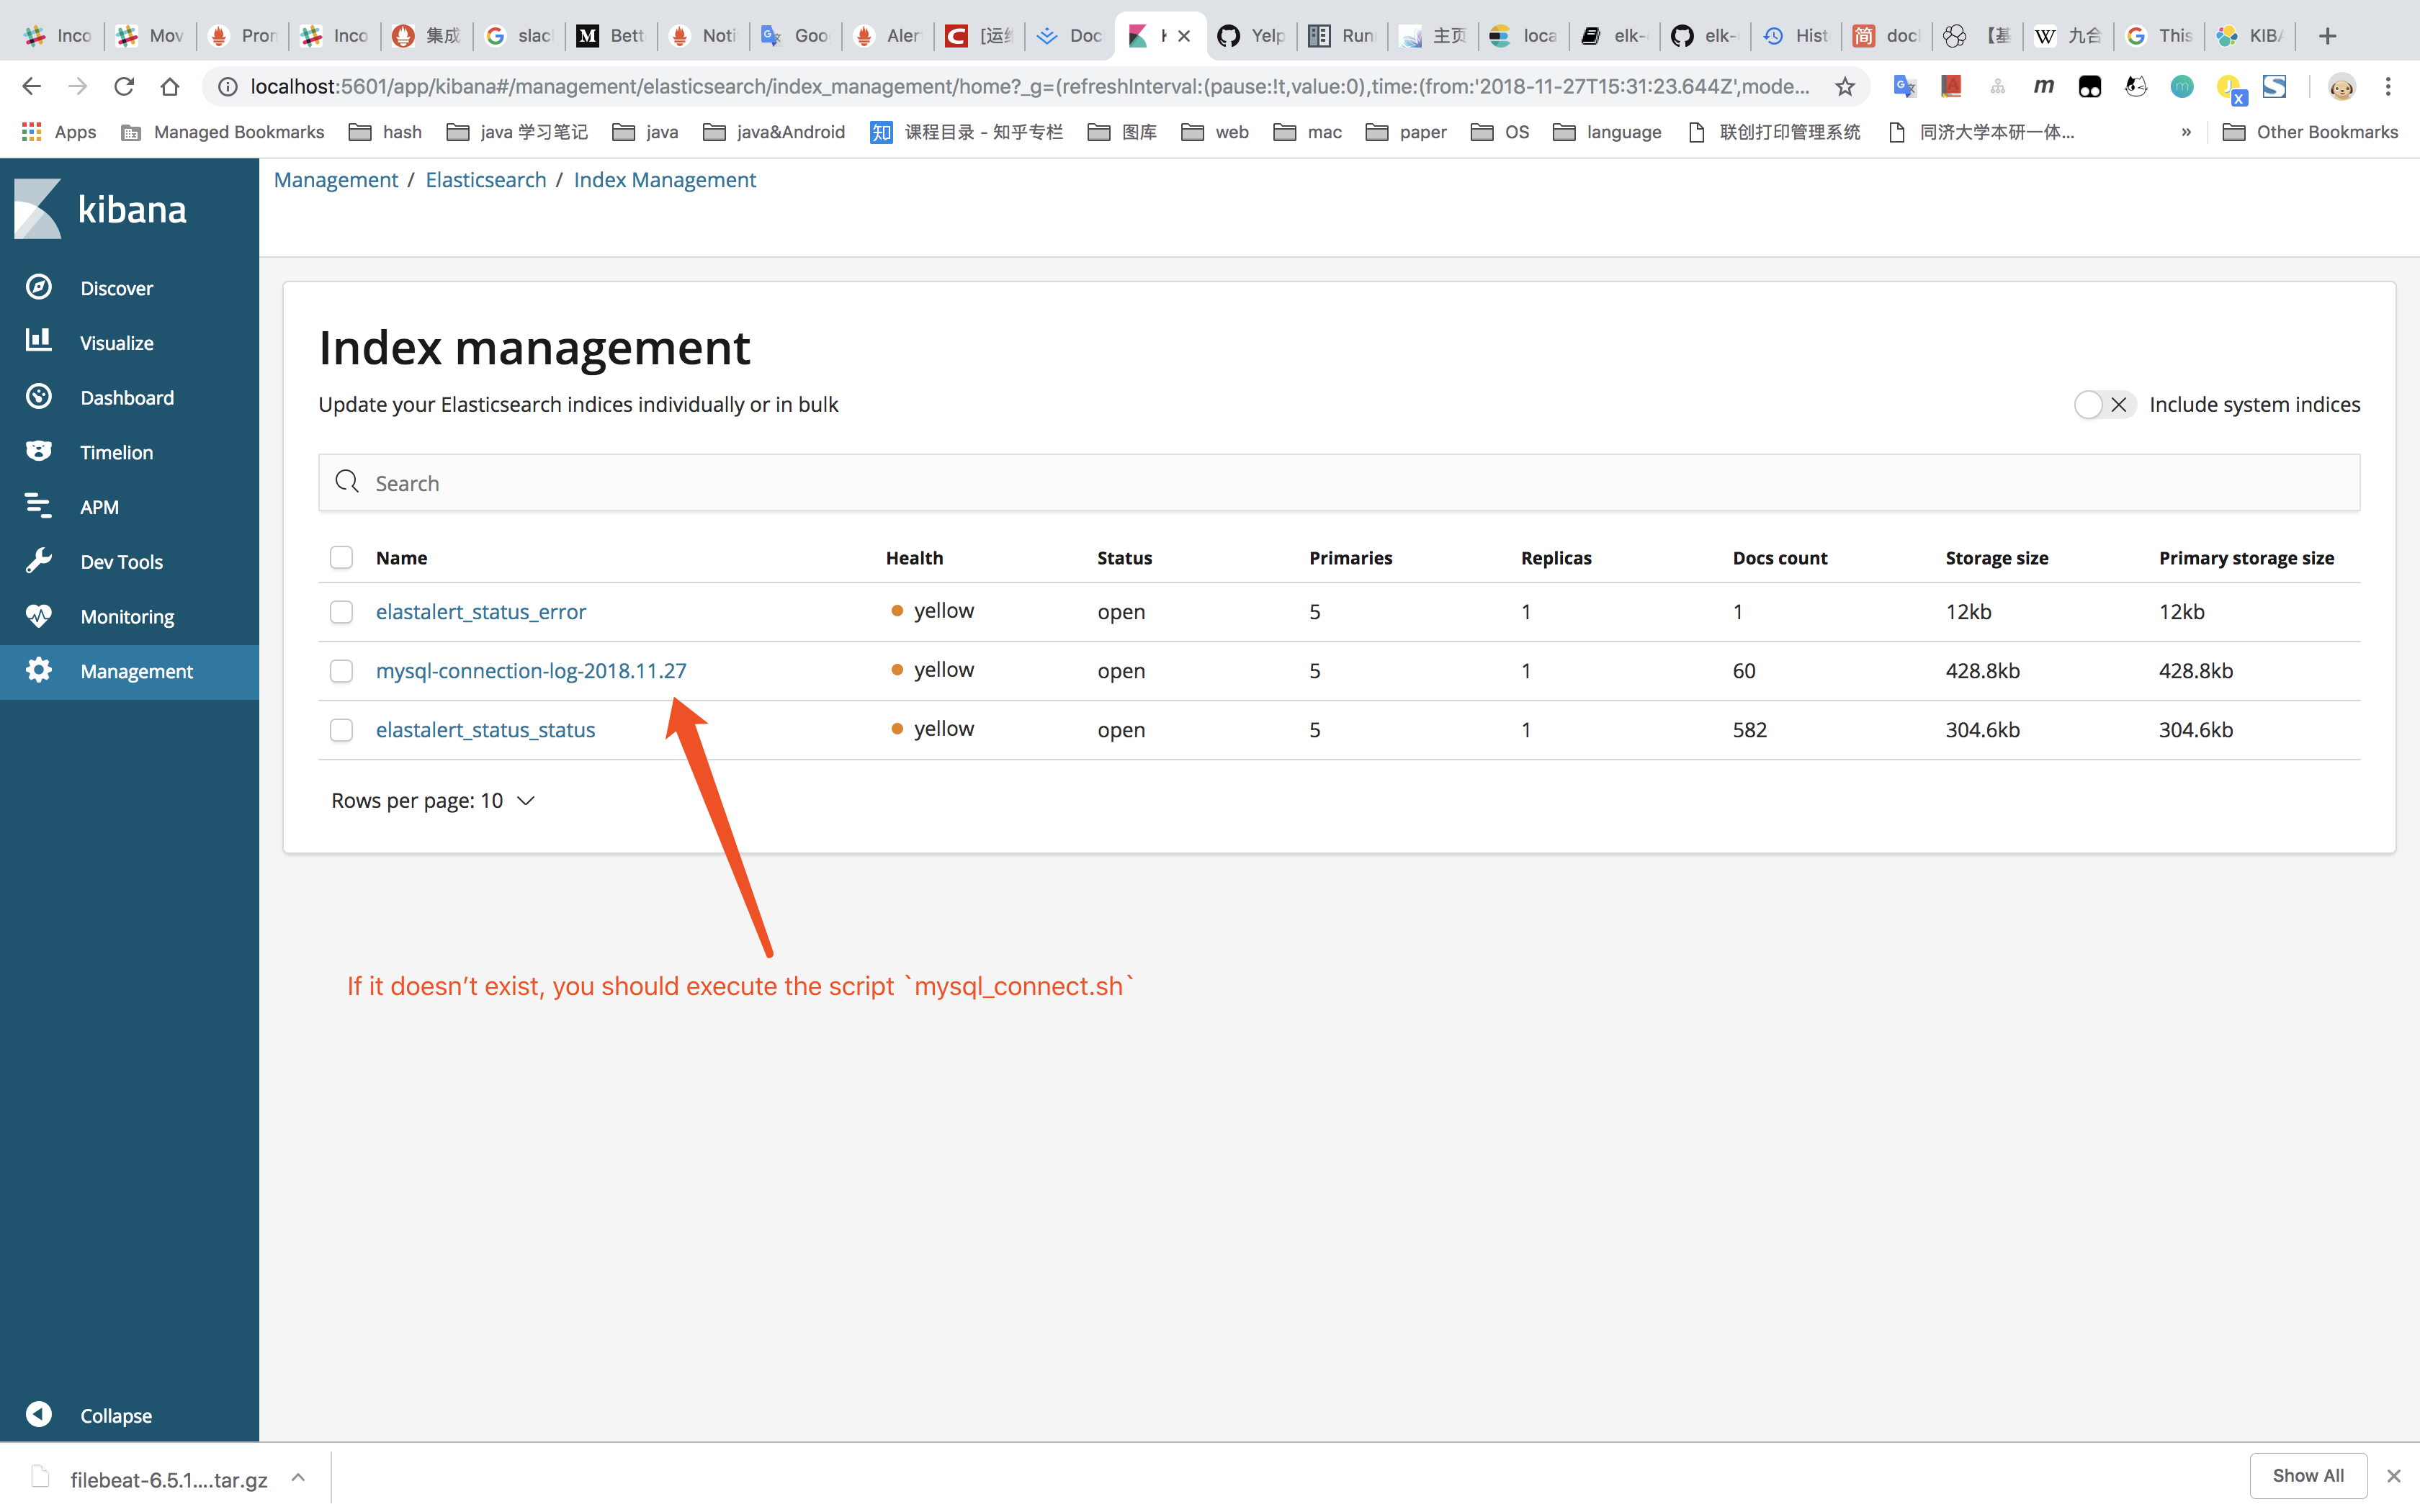 Inco Mov Pror Inco 集成 slac Bett Noti Goo Aler Doc Yelp Run 主页 loca elk- elk- Hist doc 【基 九合 This KIBA
localhost:5601/app/kibana#/management/elasticsearch/index_management/home?_g=(refreshInterval:(pause:!t,value:0),time:(from:'2018-11-27T15:31:23.644Z',mode...
Apps Managed Bookmarks hash java 学习笔记 java java&Android 知 课程目录 - 知乎专栏 图库 web mac paper OS language 联创打印管理系统 同济大学本研一体... » Other Bookmarks
kibana
Management / Elasticsearch / Index Management
Discover
Visualize
Dashboard
Timelion
APM
Dev Tools
Monitoring
Management
Collapse
Index management
Update your Elasticsearch indices individually or in bulk
Include system indices
Search
Name Health Status Primaries Replicas Docs count Storage size Primary storage size
elastalert_status_error yellow open 5 1 1 12kb 12kb
mysql-connection-log-2018.11.27 yellow open 5 1 60 428.8kb 428.8kb
elastalert_status_status yellow open 5 1 582 304.6kb 304.6kb
Rows per page: 10
If it doesn’t exist, you should execute the script `mysql_connect.sh`
filebeat-6.5.1....tar.gz
Show All